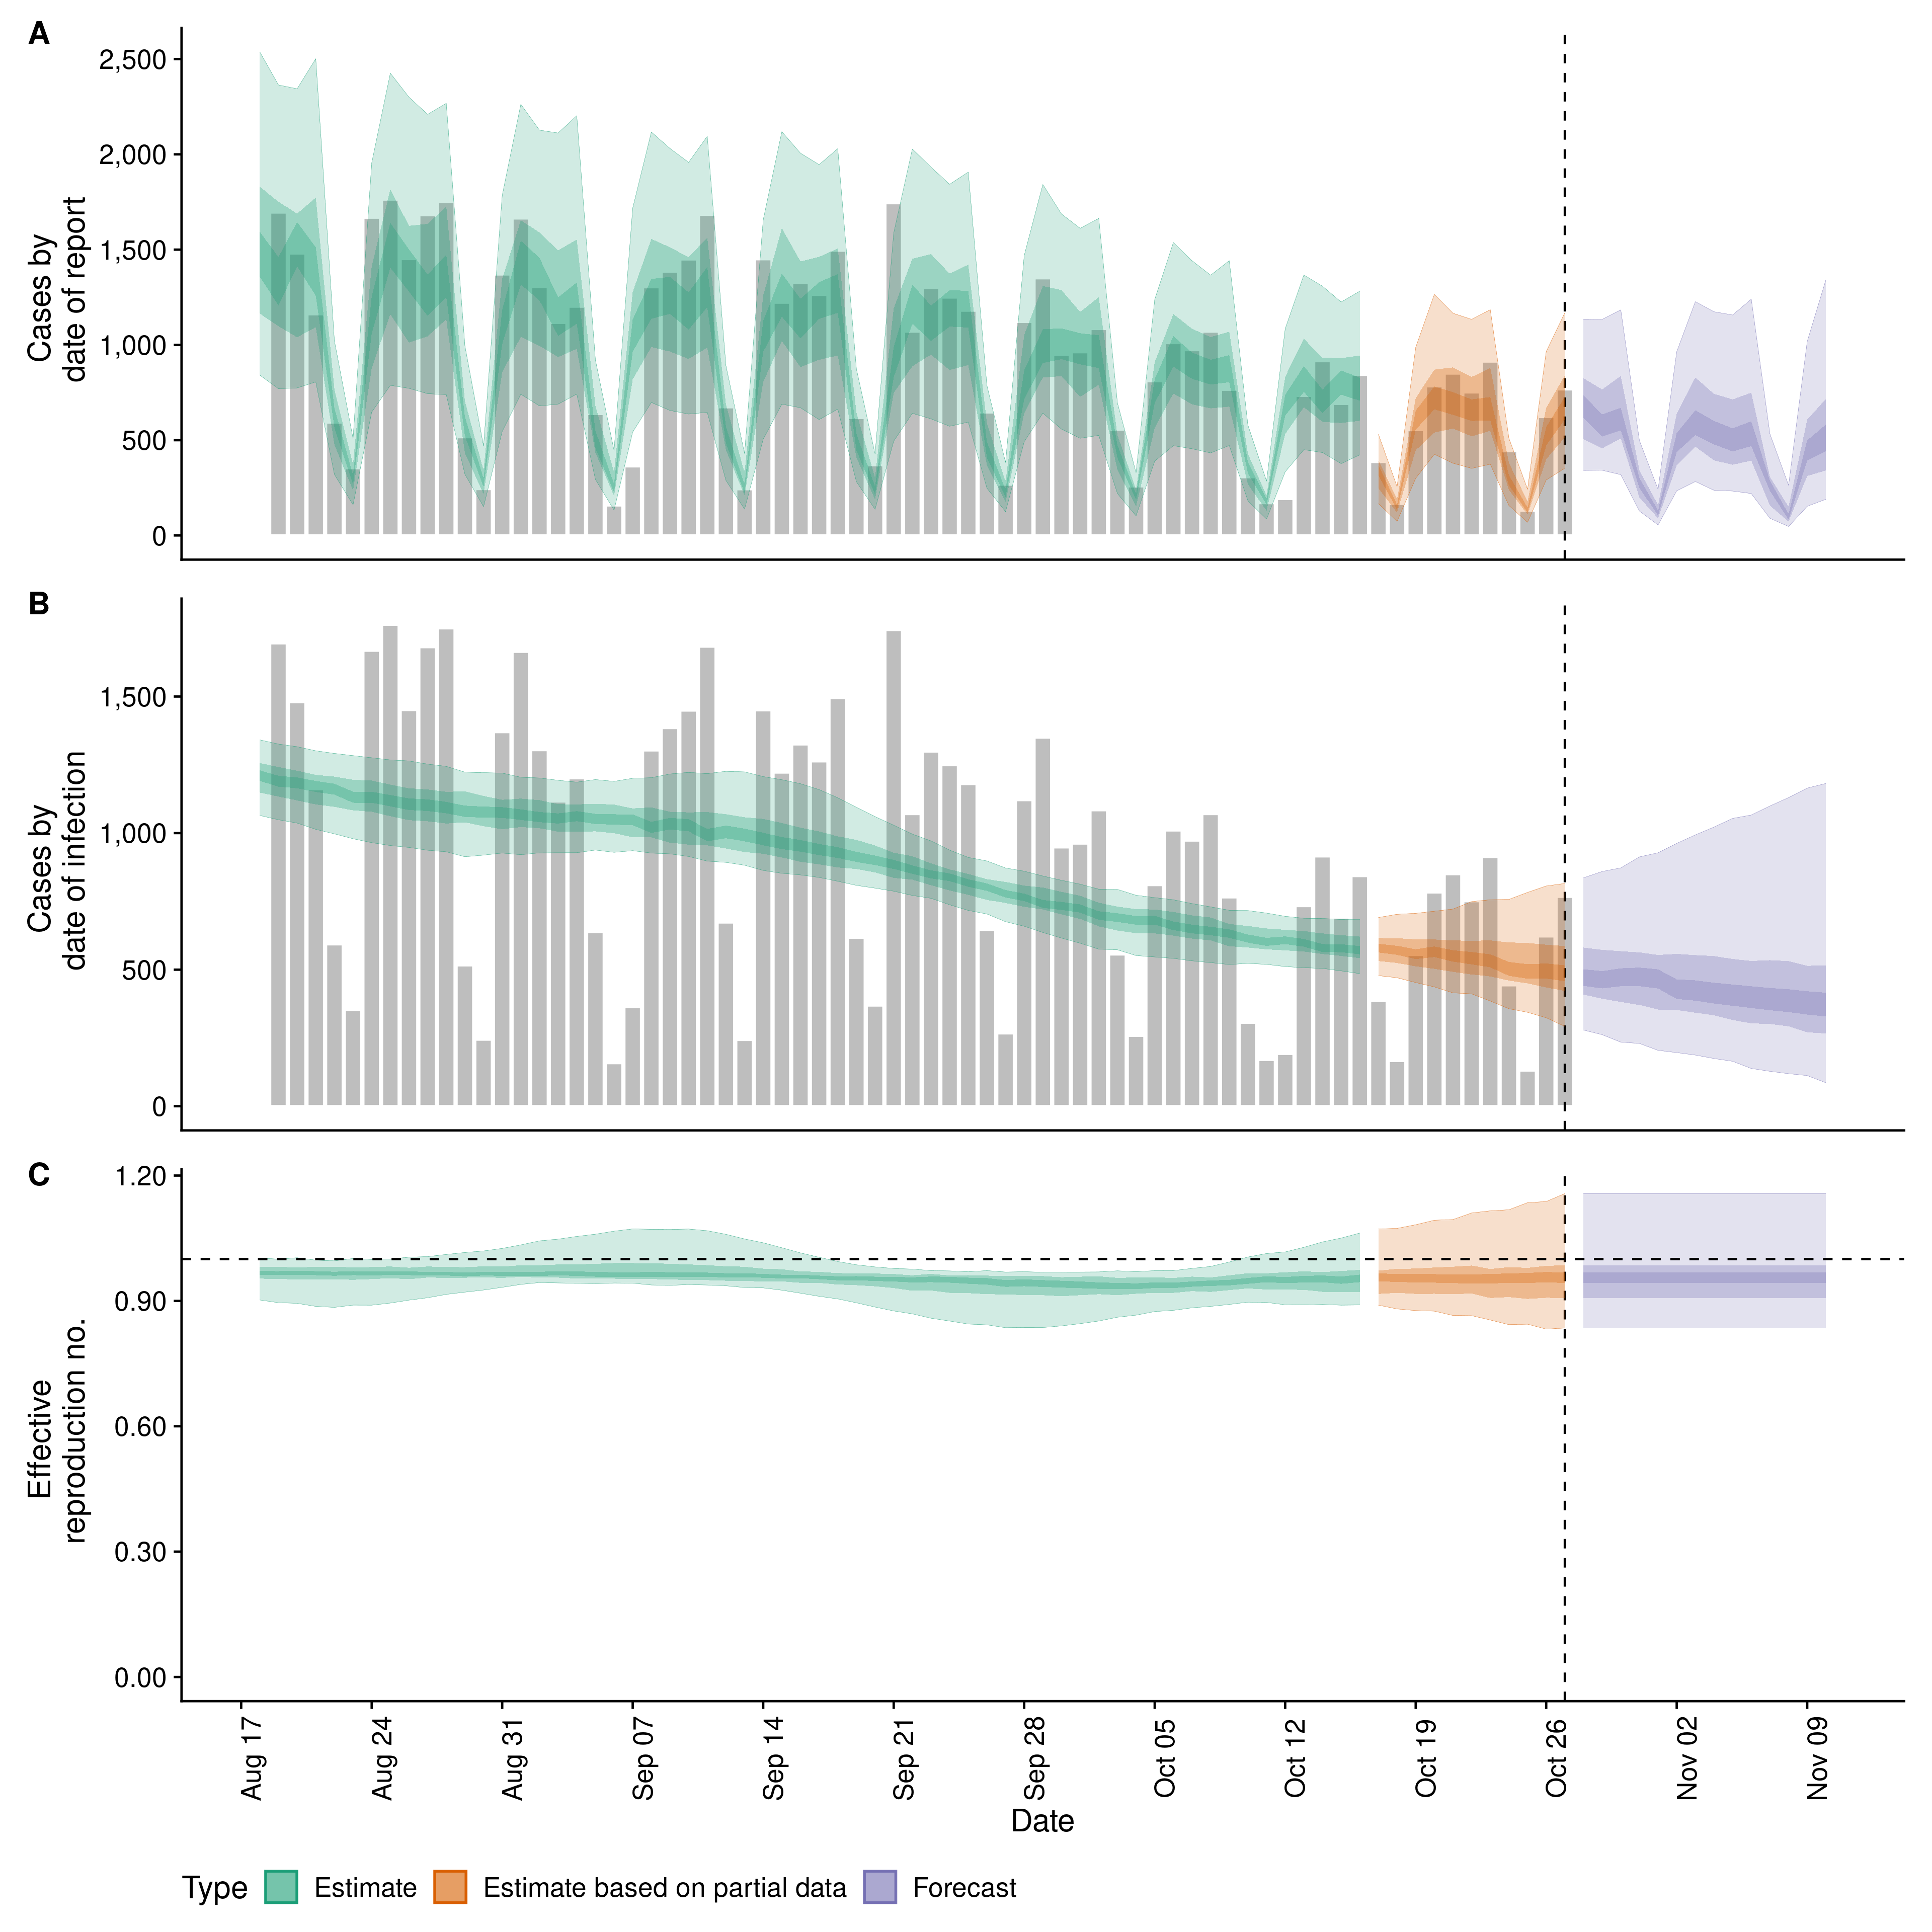 A
2,500
2,000
1,500
1,000
500
0
Cases by
date of report
B
1,500
1,000
500
0
Cases by
date of infection
C
1.20
0.90
0.60
0.30
0.00
Effective
reproduction no.
Aug 17
Aug 24
Aug 31
Sep 07
Sep 14
Sep 21
Sep 28
Oct 05
Oct 12
Oct 19
Oct 26
Nov 02
Nov 09
Date
Type Estimate Estimate based on partial data Forecast